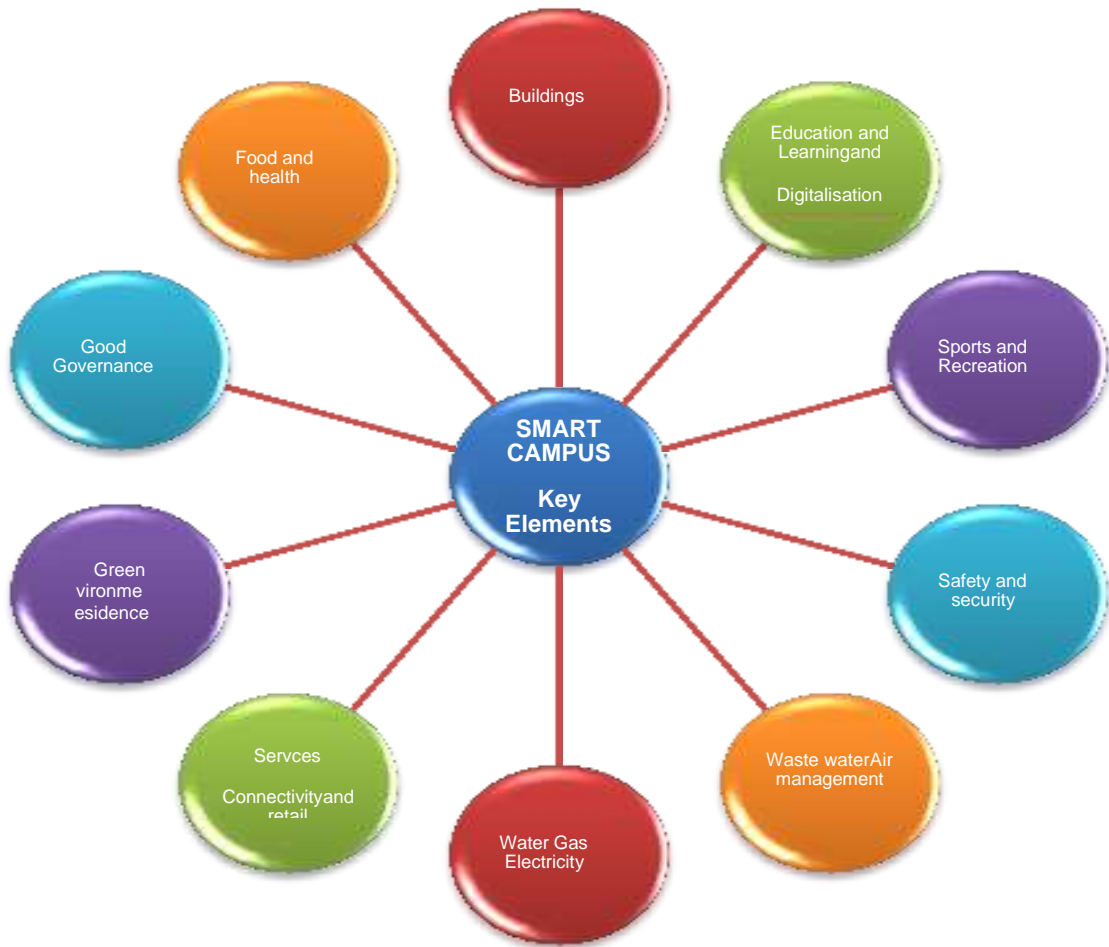 Buildings
Education and
Learningand
Digitalisation
Food and
health
Good
Governance
Sports and
Recreation
SMART
CAMPUS
Key
Elements
Green
vironme
esidence
Safety and
security
Servces
Connectivityand
retail
Waste waterAir
management
Water Gas
Electricity